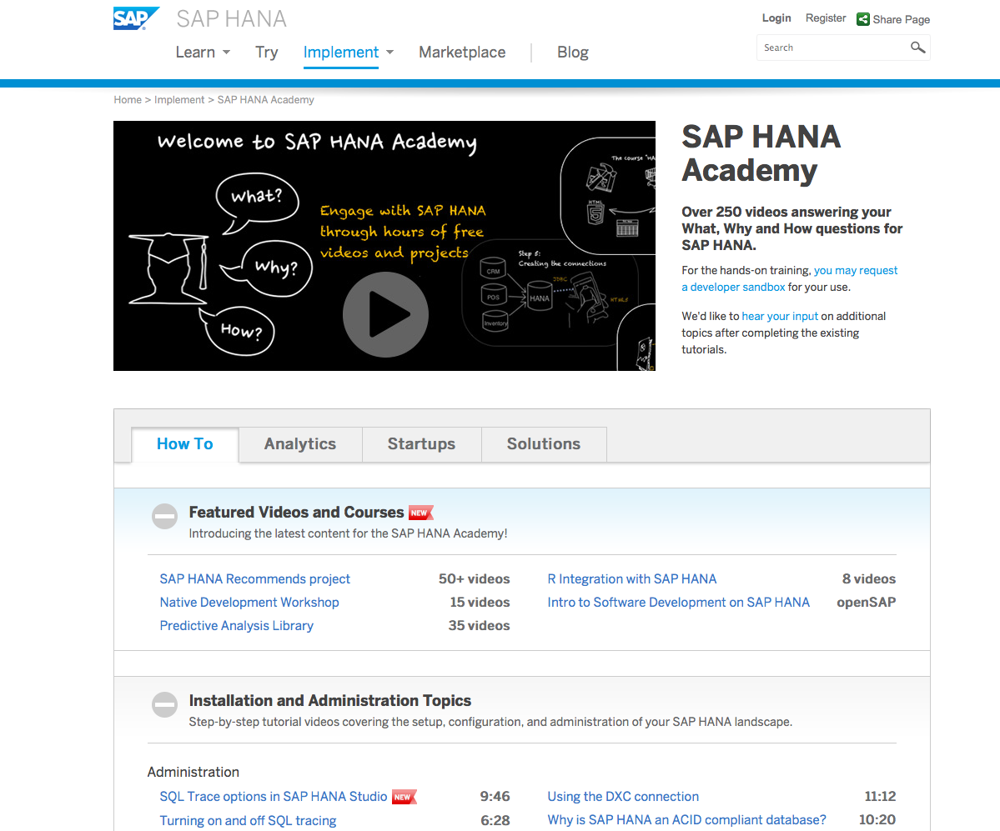 SAP
SAP HANA
Login Register Share Page
Learn Try Implement Marketplace Blog
Search
Home > Implement > SAP HANA Academy
Welcome to SAP HANA Academy
What?
Why?
How?
Engage with SAP HANA
through hours of free
videos and projects
The course "HA
HTML
5
Step 5:
Creating the connections
CRM
POS
Inventory
HANA
JDBC
HTML5
SAP HANA
Academy
Over 250 videos answering your
What, Why and How questions for
SAP HANA.
For the hands-on training, you may request
a developer sandbox for your use.
We'd like to hear your input on additional
topics after completing the existing
tutorials.
How To Analytics Startups Solutions
Featured Videos and Courses NEW
Introducing the latest content for the SAP HANA Academy!
SAP HANA Recommends project 50+ videos R Integration with SAP HANA 8 videos
Native Development Workshop 15 videos Intro to Software Development on SAP HANA openSAP
Predictive Analysis Library 35 videos
Installation and Administration Topics
Step-by-step tutorial videos covering the setup, configuration, and administration of your SAP HANA landscape.
Administration
SQL Trace options in SAP HANA Studio NEW 9:46 Using the DXC connection 11:12
Turning on and off SQL tracing 6:28 Why is SAP HANA an ACID compliant database? 10:20